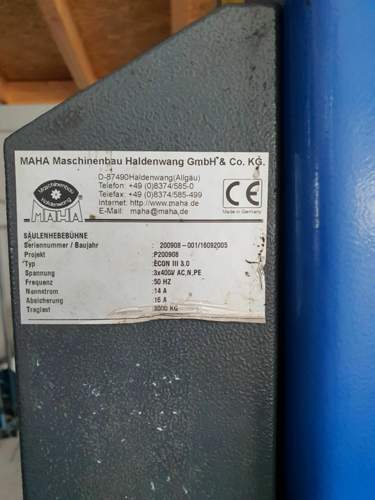 MAHA Maschinenbau Haldenwang GmbH & Co. KG.
D-87490Haldenwang(Allgäu)
Telefon: +49 (0)8374/585-0
Telefax: +49 (0)8374/585-499
Internet: http://www.maha.de
E-Mail: maha@maha.de
Maschinenbau
Haldenwang
MAHA
CE
Made in Germany
SÄULENHEBEBÜHNE
Seriennummer / Baujahr : 200908-001/16092005
Projekt :P200908
Typ :ECON III 3.0
Spannung :3x400V AC,N,PE
Frequenz :50 HZ
Nennstrom :14 A
Absicherung :16 A
Traglast :3000 KG